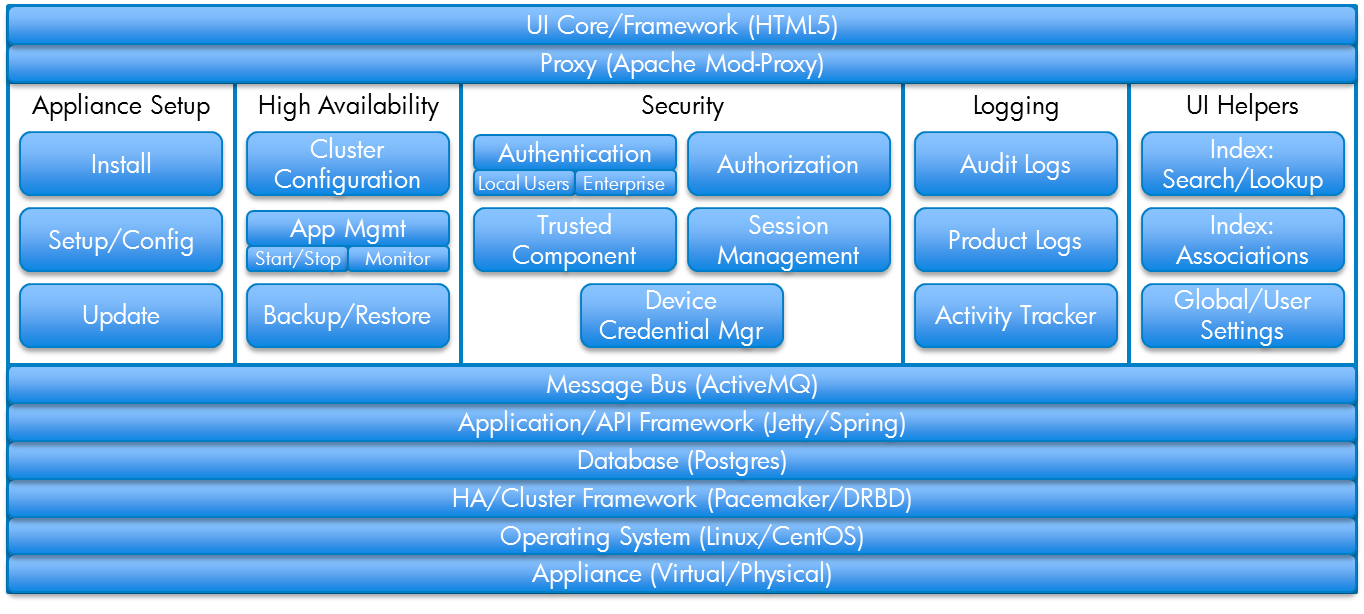 UI Core/Framework (HTML5)
Proxy (Apache Mod-Proxy)
Appliance Setup
Install
Setup/Config
Update
High Availability
Cluster
Configuration
App Mgmt
Start/Stop
Monitor
Backup/Restore
Security
Authentication
Local Users
Enterprise
Authorization
Trusted
Component
Session
Management
Device
Credential Mgr
Logging
Audit Logs
Product Logs
Activity Tracker
UI Helpers
Index:
Search/Lookup
Index:
Associations
Global/User
Settings
Message Bus (ActiveMQ)
Application/API Framework (Jetty/Spring)
Database (Postgres)
HA/Cluster Framework (Pacemaker/DRBD)
Operating System (Linux/CentOS)
Appliance (Virtual/Physical)